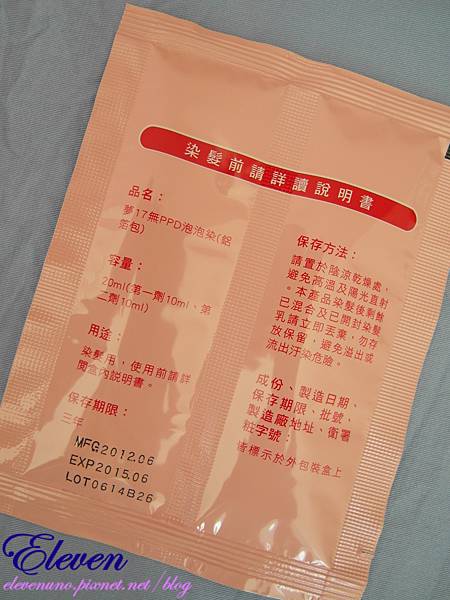 染髮前請詳讀說明書
品名：
夢17無PPD泡泡染(鋁
箔包)
容量：
20ml(第一劑10ml、第
二劑10ml)
用途：
染髮用，使用前請詳
閱盒內說明書。
保存期限：
三年
MFG2012.06
EXP2015.06
LOT0614B26
保存方法：
請置於陰涼乾燥處，
避免高溫及陽光直射
。本產品染髮後剩餘
已混合及已開封染髮
乳請立即丟棄，勿存
放保留，避免溢出或
流出汙染危險。
成份、製造日期、
保存期限、批號、
製造廠地址、衛署
粧字號：
皆標示於外包裝盒上
Eleven
elevenuno.pixnet.net/blog